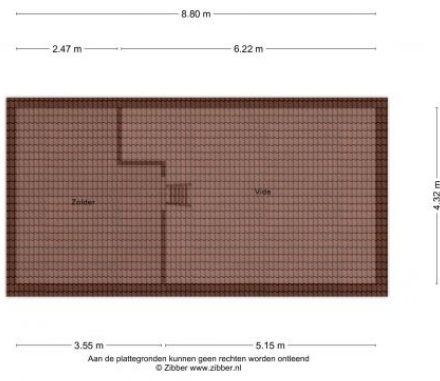 8.80 m
2.47 m
6.22 m
Zolder
Vide
4.32 m
3.55 m
5.15 m
Aan de plattegronden kunnen geen rechten worden ontleend
© Zibber www.zibber.nl